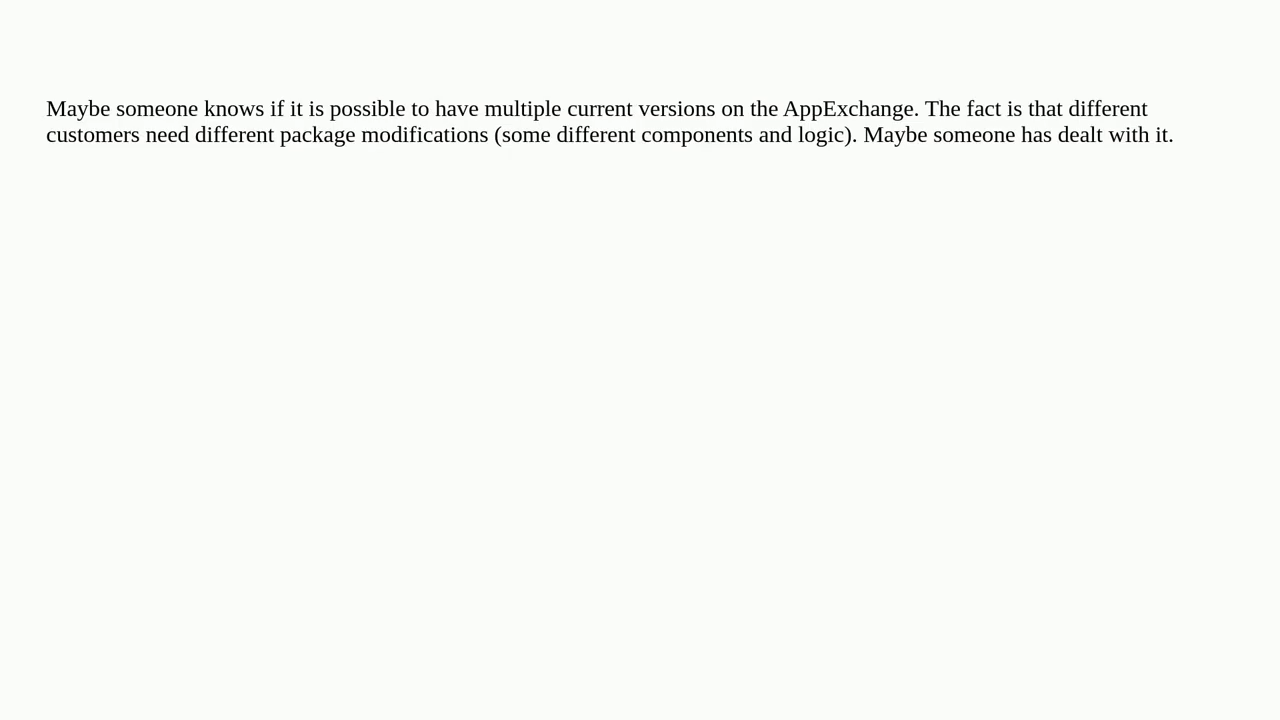 Maybe someone knows if it is possible to have multiple current versions on the AppExchange. The fact is that different
customers need different package modifications (some different components and logic). Maybe someone has dealt with it.